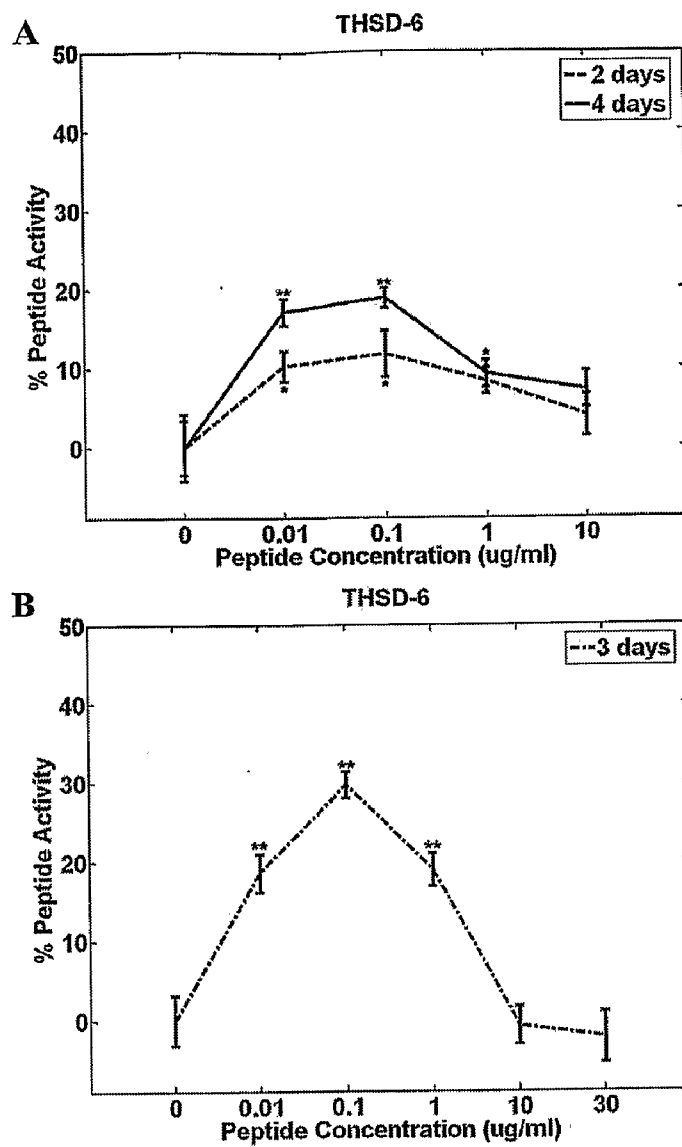 A
THSD-6
50
40
30
20
10
0
% Peptide Activity
2 days
4 days
**
**
*
*
*
0 0.01 0.1 1 10
Peptide Concentration (ug/ml)
B
THSD-6
50
40
30
20
10
0
% Peptide Activity
3 days
**
**
**
0 0.01 0.1 1 10 30
Peptide Concentration (ug/ml)